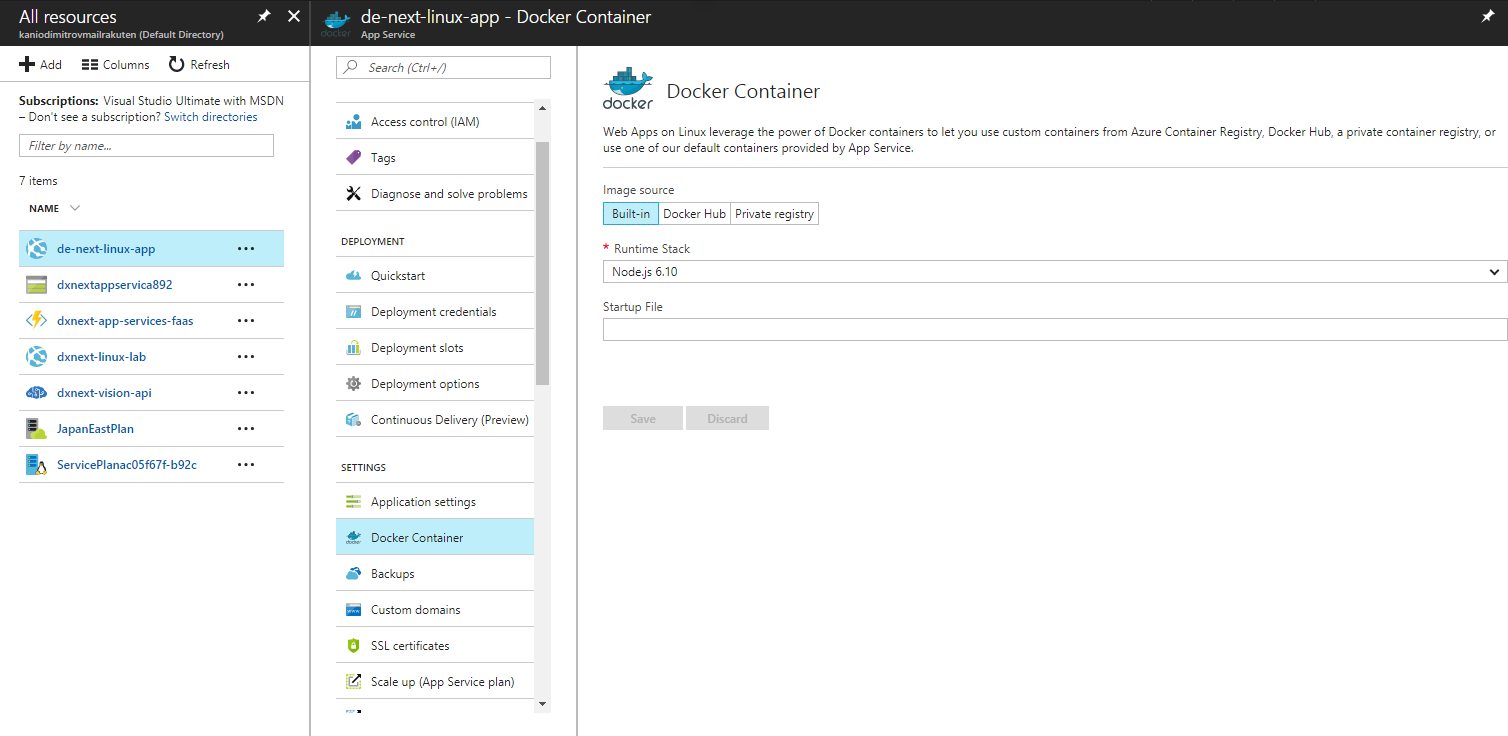 All resources
kaniodimitrovmailrakuten (Default Directory)
Add
Columns
Refresh
Subscriptions: Visual Studio Ultimate with MSDN
– Don't see a subscription? Switch directories
Filter by name...
7 items
NAME
de-next-linux-app
dxnextappservica892
dxnext-app-services-faas
dxnext-linux-lab
dxnext-vision-api
JapanEastPlan
ServicePlanac05f67f-b92c
docker
de-next-linux-app - Docker Container
App Service
Search (Ctrl+/)
Access control (IAM)
Tags
Diagnose and solve problems
DEPLOYMENT
Quickstart
Deployment credentials
Deployment slots
Deployment options
Continuous Delivery (Preview)
SETTINGS
Application settings
Docker Container
Backups
Custom domains
SSL certificates
Scale up (App Service plan)
docker
Docker Container
Web Apps on Linux leverage the power of Docker containers to let you use custom containers from Azure Container Registry, Docker Hub, a private container registry, or
use one of our default containers provided by App Service.
Image source
Built-in
Docker Hub
Private registry
* Runtime Stack
Node.js 6.10
Startup File
Save
Discard